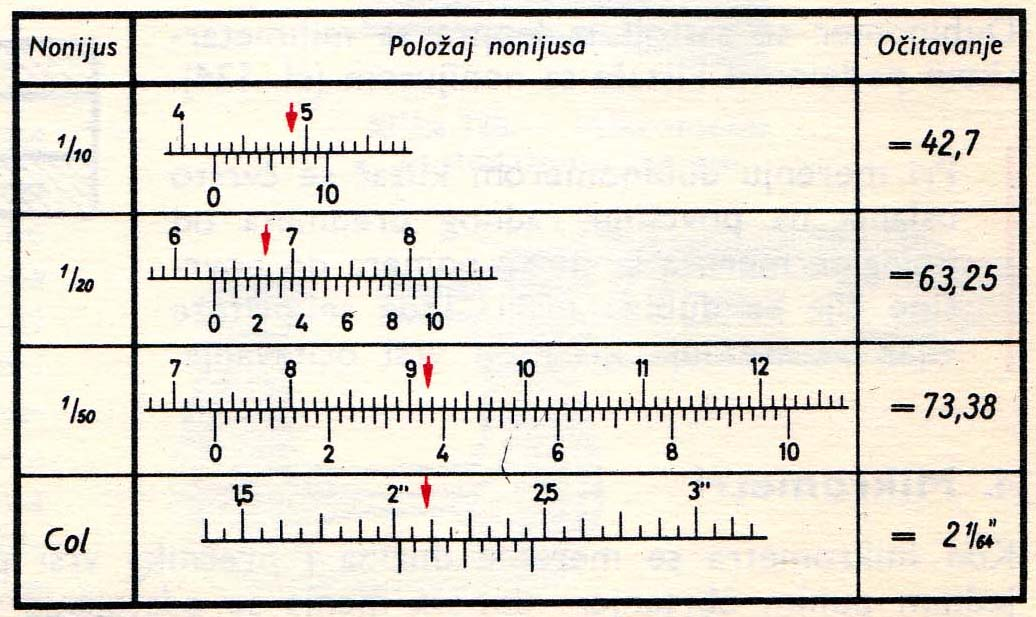 Nonijus Položaj nonijusa Očitavanje
1/10
4 5
0 10
= 42,7
1/20
6 7 8
0 2 4 6 8 10
= 63,25
1/50
7 8 9 10 11 12
0 2 4 6 8 10
= 73,38
Col
1,5 2" 2,5 3"
= 2 1/64"